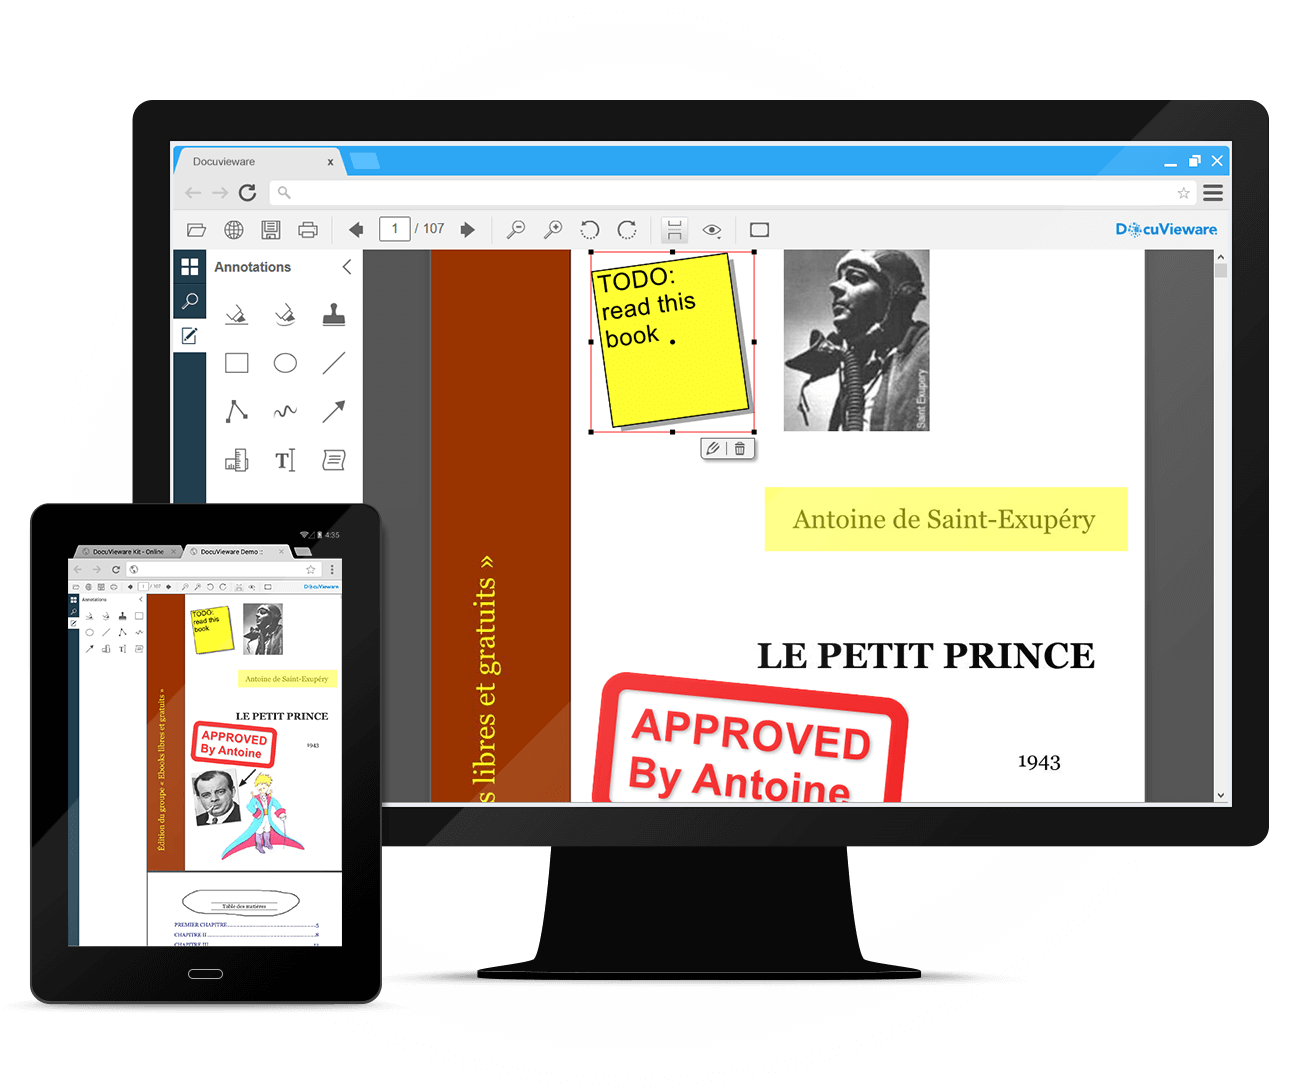 Docuvieware x
1 / 107
DocuVieware
Annotations
TODO:
read this
book
Saint Exupery
Antoine de Saint-Exupéry
s libres et gratuits »
LE PETIT PRINCE
APPROVED
By Antoine
1943
4:35
DocuVieware Kit - Online
DocuVieware Demo ::
1 / 107
DocuVieware
Annotations
TODO:
read this
book
Antoine de Saint-Exupéry
LE PETIT PRINCE
APPROVED
By Antoine
1943
Édition du groupe « Ebooks libres et gratuits »
Table des matières
PREMIER CHAPITRE 3
CHAPITRE II 8
CHAPITRE III 11